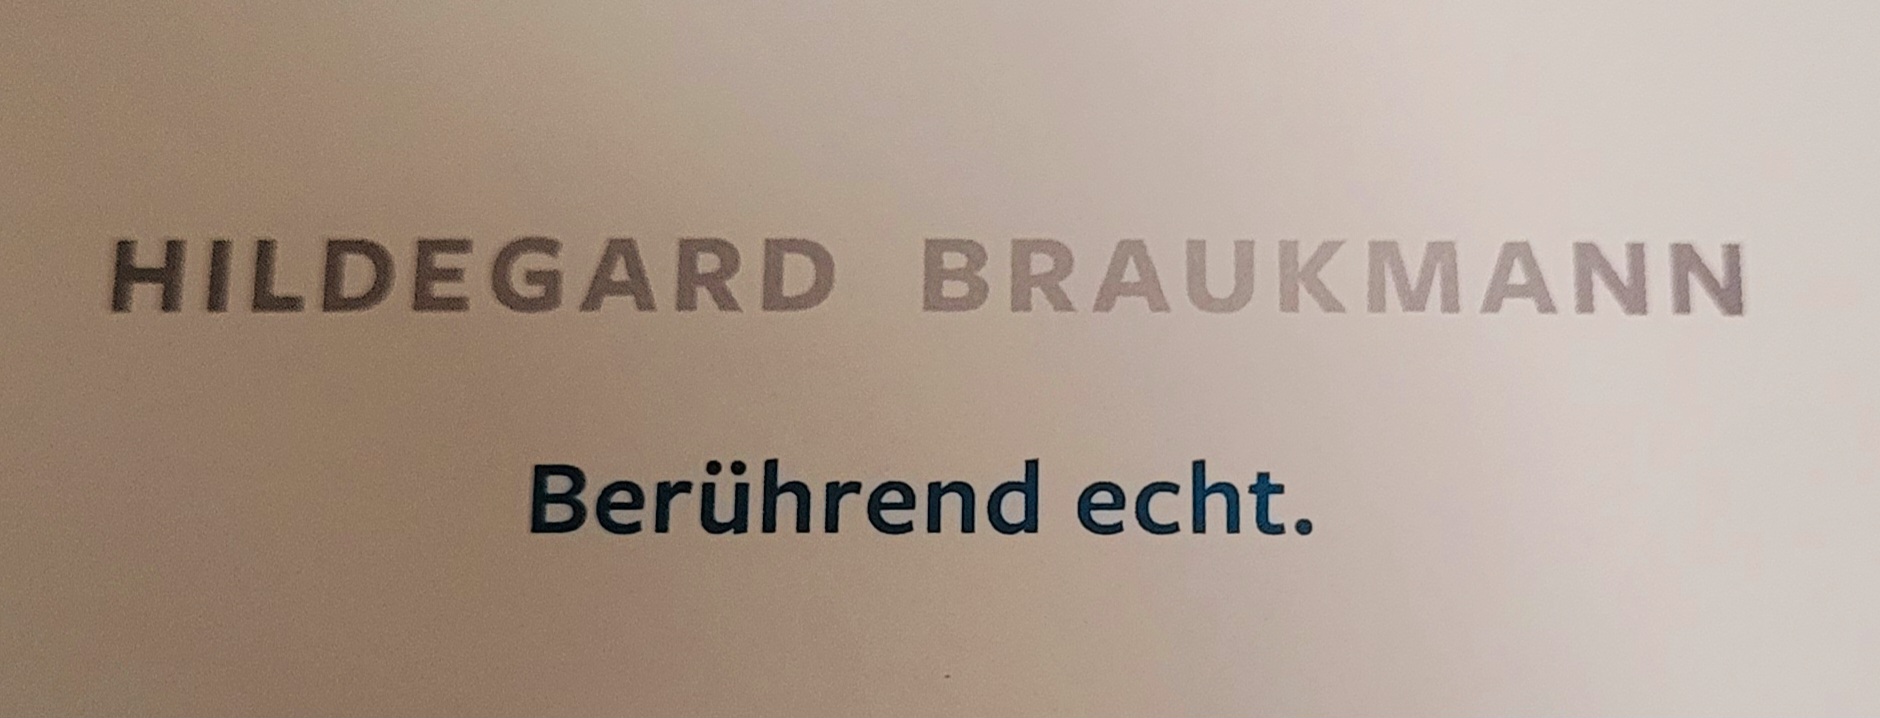 HILDEGARD BRAUKMANN
Berührend echt.